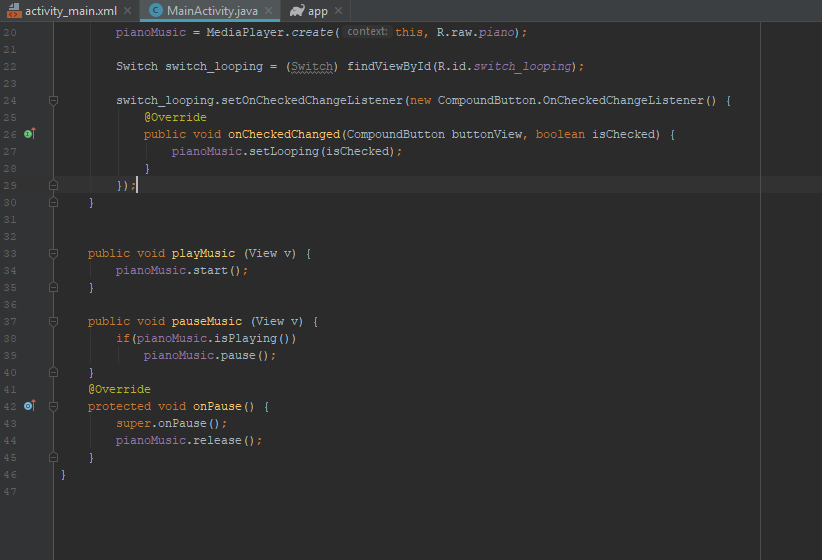 activity_main.xml × MainActivity.java × app ×
20 pianoMusic = MediaPlayer.create( context: this, R.raw.piano);
21
22 Switch switch_looping = (Switch) findViewById(R.id.switch_looping);
23
24 switch_looping.setOnCheckedChangeListener(new CompoundButton.OnCheckedChangeListener() {
25 @Override
26 public void onCheckedChanged(CompoundButton buttonView, boolean isChecked) {
27 pianoMusic.setLooping(isChecked);
28 }
29 });
30 }
31
32
33 public void playMusic (View v) {
34 pianoMusic.start();
35 }
36
37 public void pauseMusic (View v) {
38 if(pianoMusic.isPlaying())
39 pianoMusic.pause();
40 }
41 @Override
42 protected void onPause() {
43 super.onPause();
44 pianoMusic.release();
45 }
46 }
47